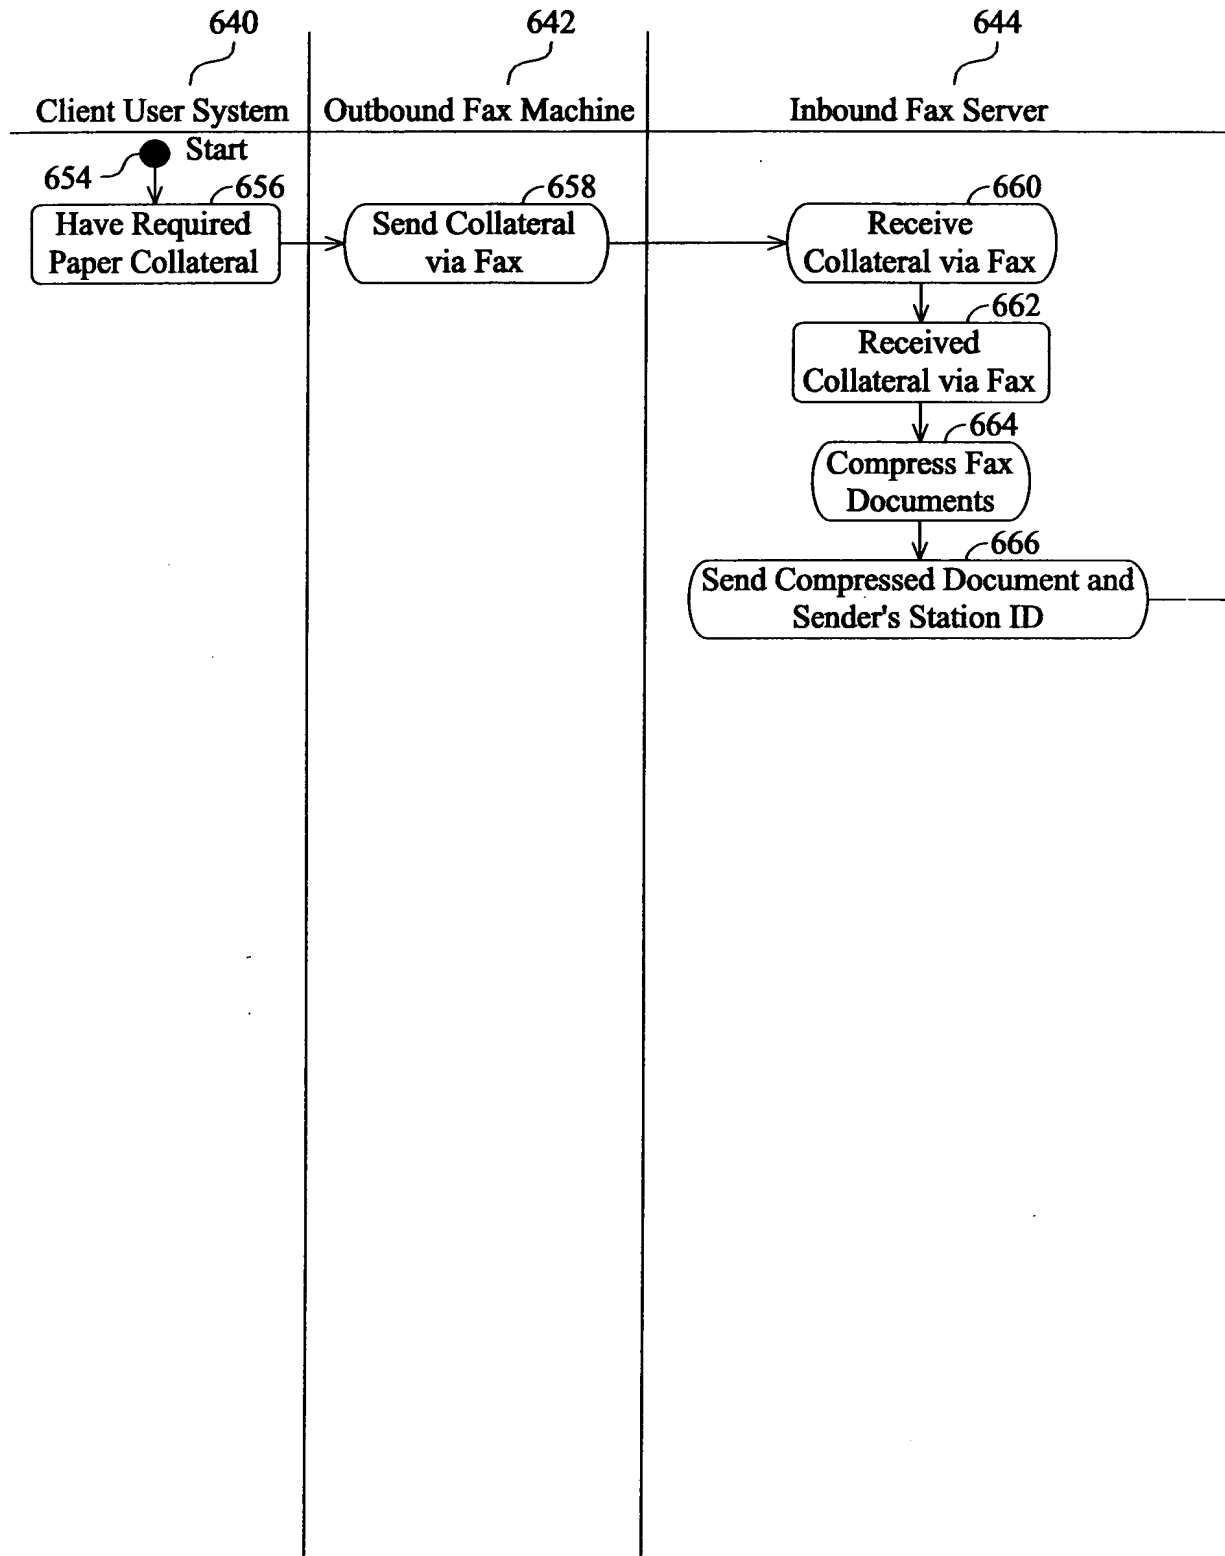 640
642
644
Client User System
Outbound Fax Machine
Inbound Fax Server
Start
654
656
658
660
Have Required
Paper Collateral
Send Collateral
via Fax
Receive
Collateral via Fax
662
Received
Collateral via Fax
664
Compress Fax
Documents
666
Send Compressed Document and
Sender's Station ID